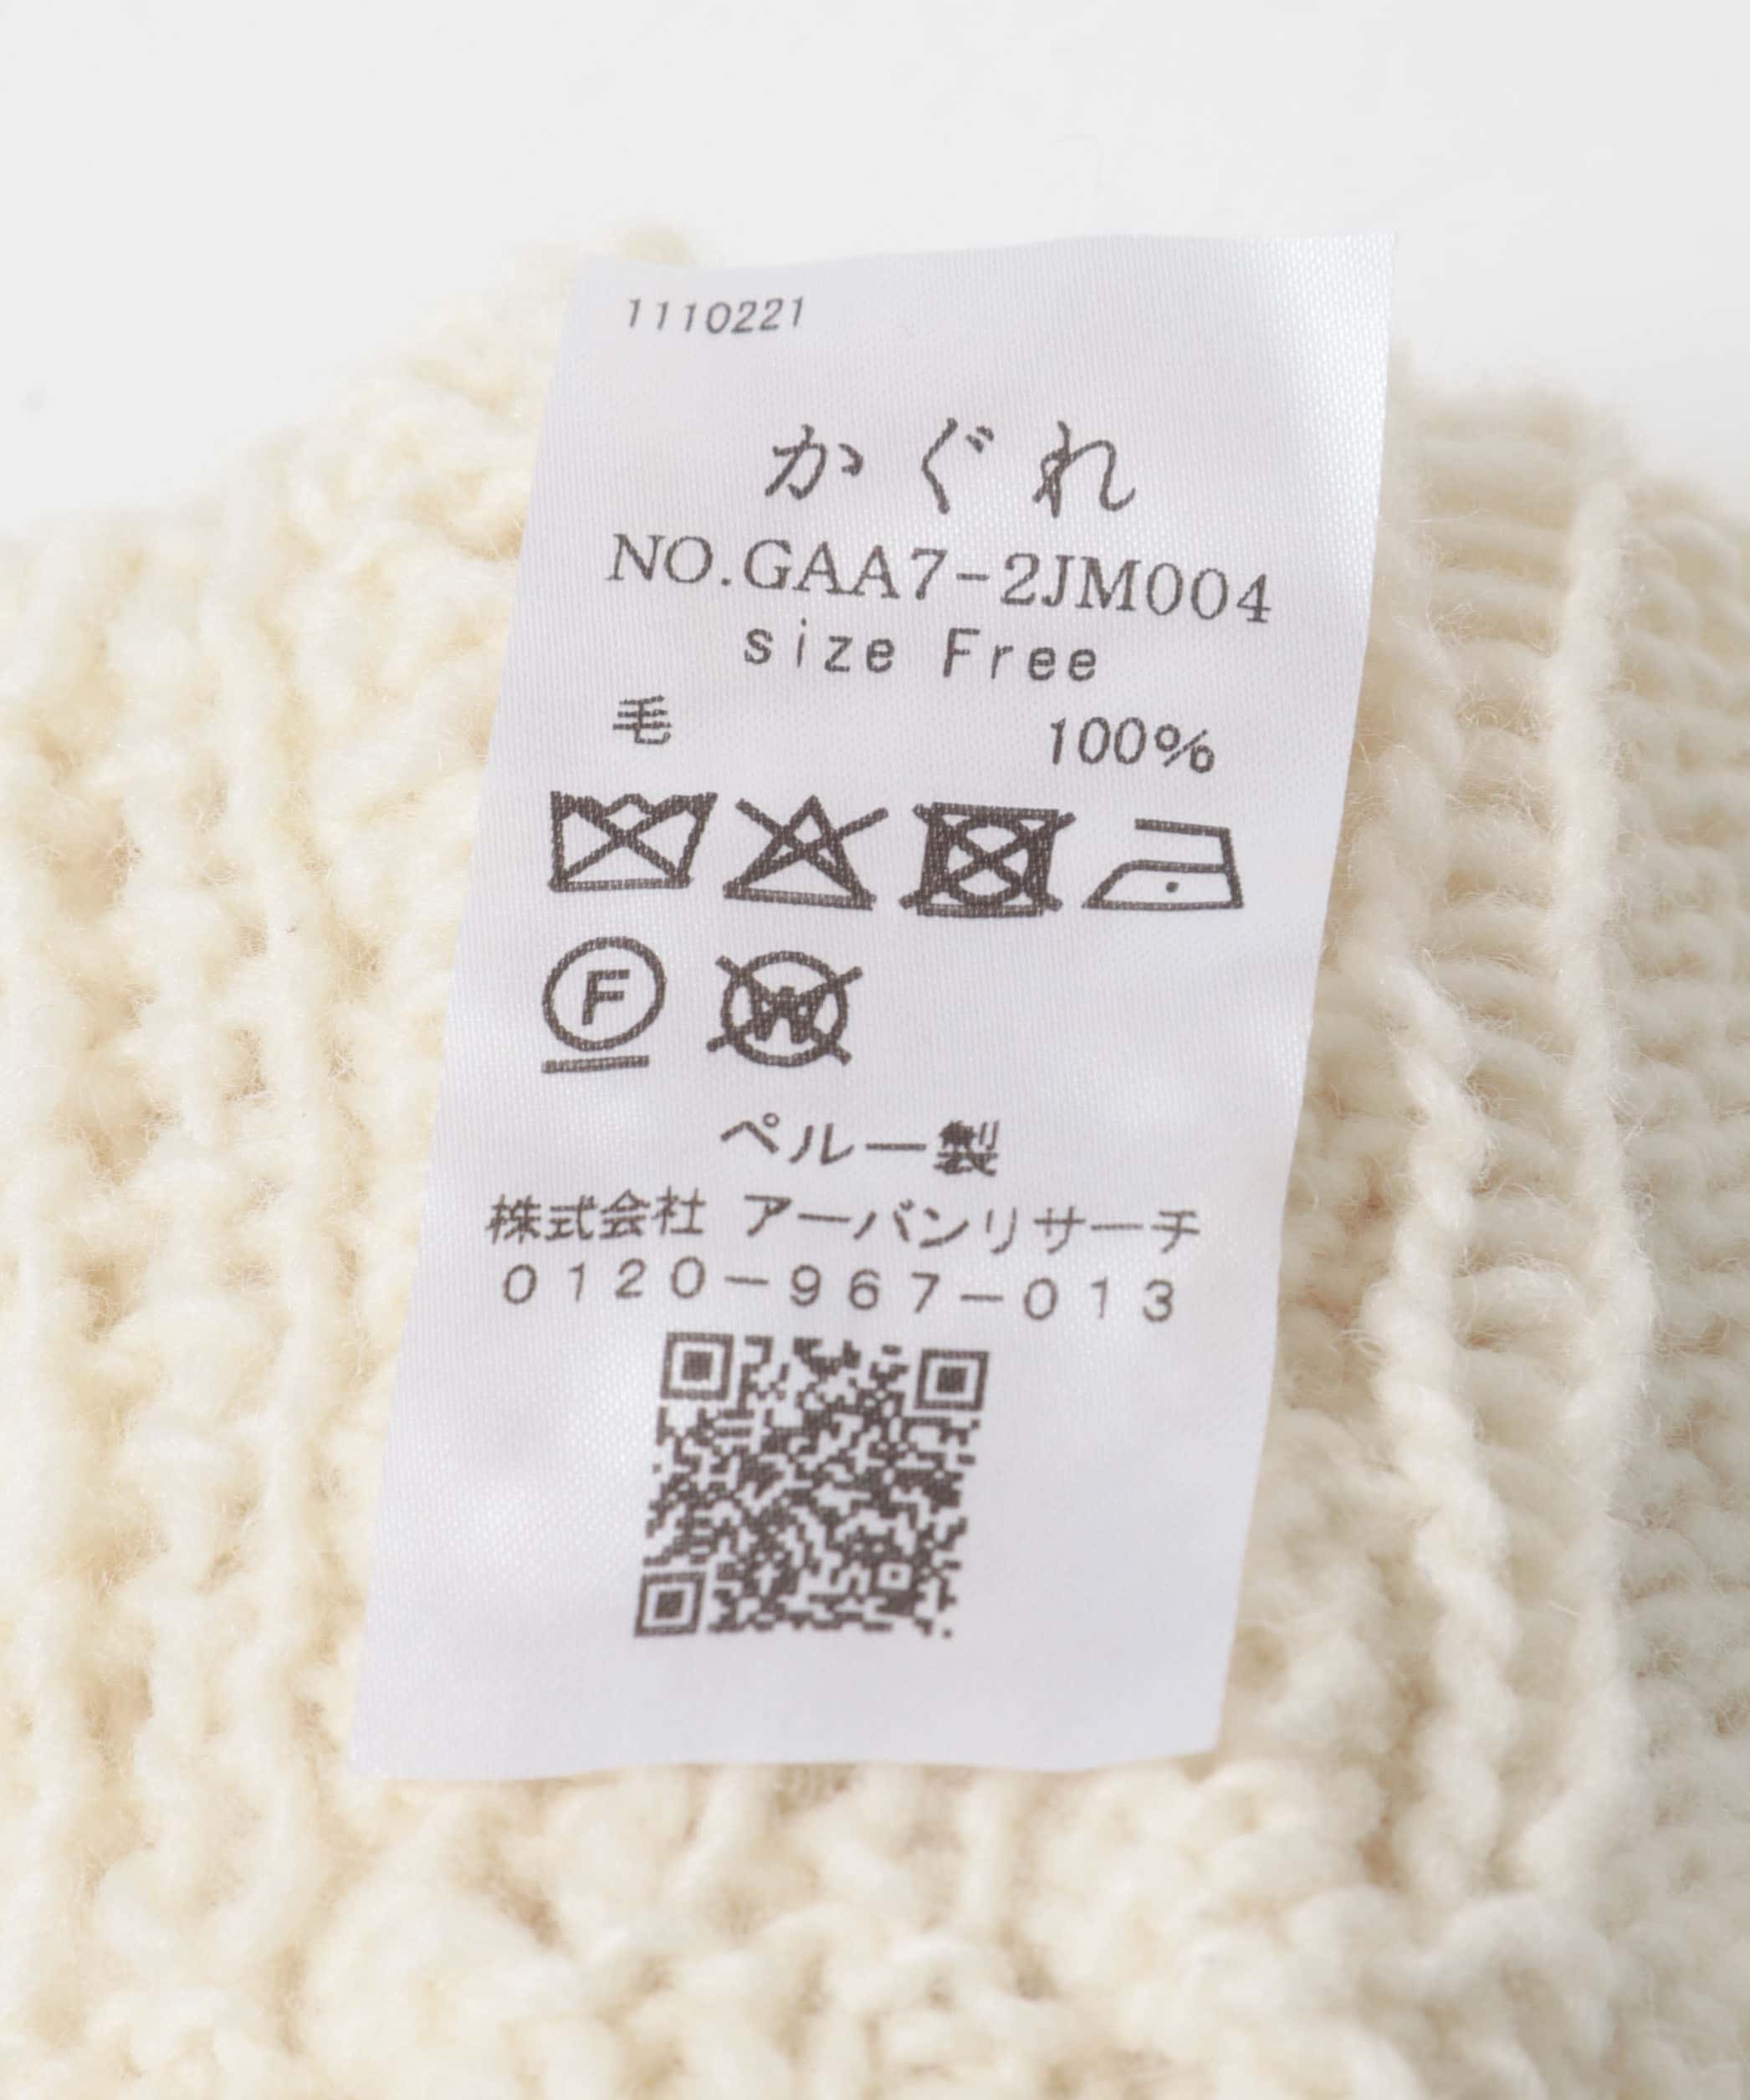 1110221
かぐれ
NO.GAA7-2JM004
size Free
毛 100%
F W
ペルー製
株式会社 アーバンリサーチ
0120-967-013